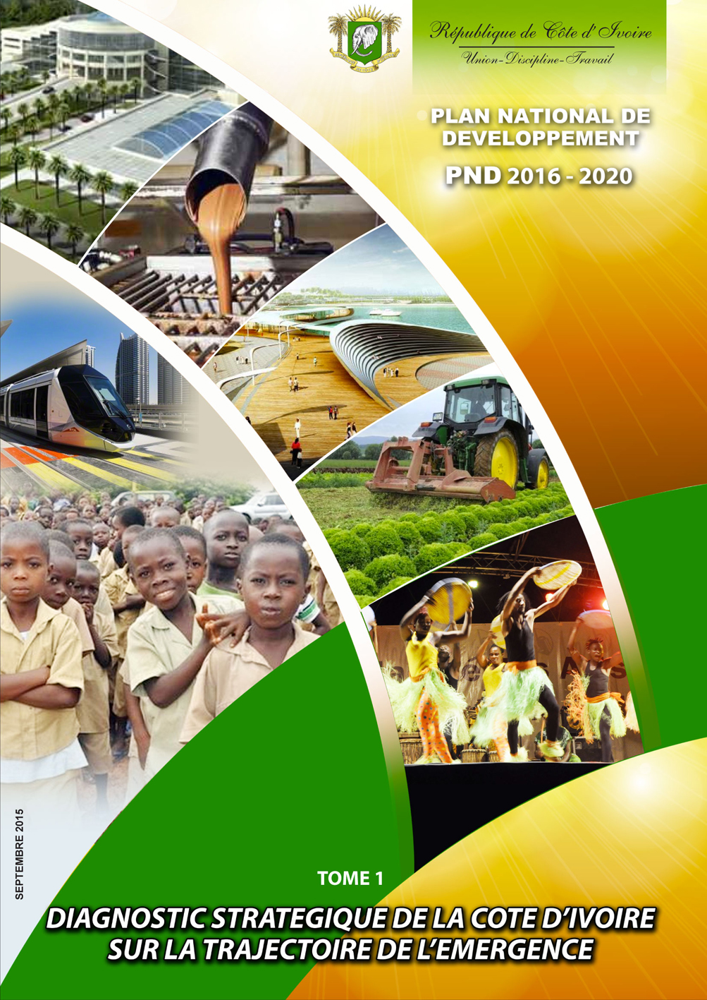 République de Côte d'Ivoire
Union-Discipline-Travail
PLAN NATIONAL DE
DEVELOPPEMENT
PND 2016 - 2020
SEPTEMBRE 2015
TOME 1
DIAGNOSTIC STRATEGIQUE DE LA COTE D'IVOIRE
SUR LA TRAJECTOIRE DE L'EMERGENCE